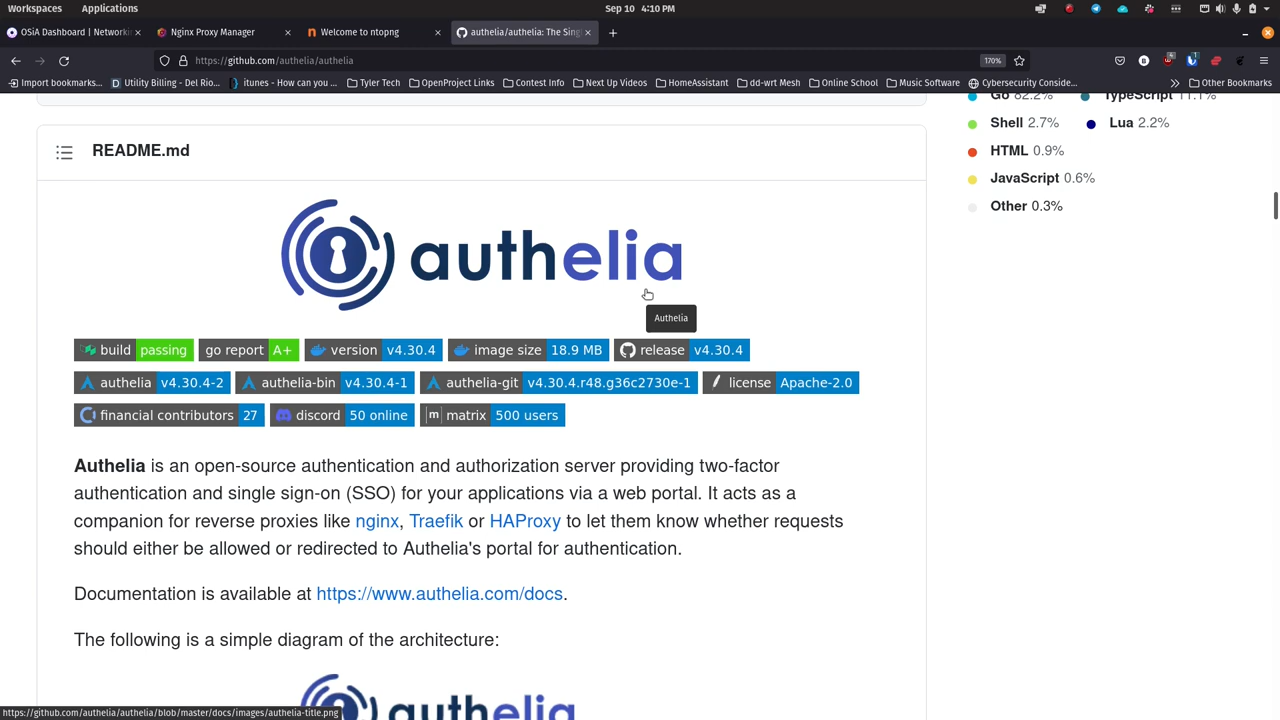 Workspaces Applications Sep 10 4:10 PM
OSiA Dashboard | Networki Nginx Proxy Manager Welcome to ntopng authelia/authelia: The Sing
https://github.com/authelia/authelia 170%
Import bookmarks... Utility Billing - Del Rio... itunes - How can you ... Tyler Tech OpenProject Links Contest Info Next Up Videos HomeAssistant dd-wrt Mesh Online School Music Software Cybersecurity Conside... Other Bookmarks
Go 82.2% TypeScript 11.1%
Shell 2.7% Lua 2.2%
HTML 0.9%
JavaScript 0.6%
Other 0.3%
README.md
authelia
Authelia
build passing go report A+ version v4.30.4 image size 18.9 MB release v4.30.4
authelia v4.30.4-2 authelia-bin v4.30.4-1 authelia-git v4.30.4.r48.g36c2730e-1 license Apache-2.0
financial contributors 27 discord 50 online matrix 500 users
Authelia is an open-source authentication and authorization server providing two-factor
authentication and single sign-on (SSO) for your applications via a web portal. It acts as a
companion for reverse proxies like nginx, Traefik or HAProxy to let them know whether requests
should either be allowed or redirected to Authelia's portal for authentication.
Documentation is available at https://www.authelia.com/docs.
The following is a simple diagram of the architecture:
authelia
https://github.com/authelia/authelia/blob/master/docs/images/authelia-title.png